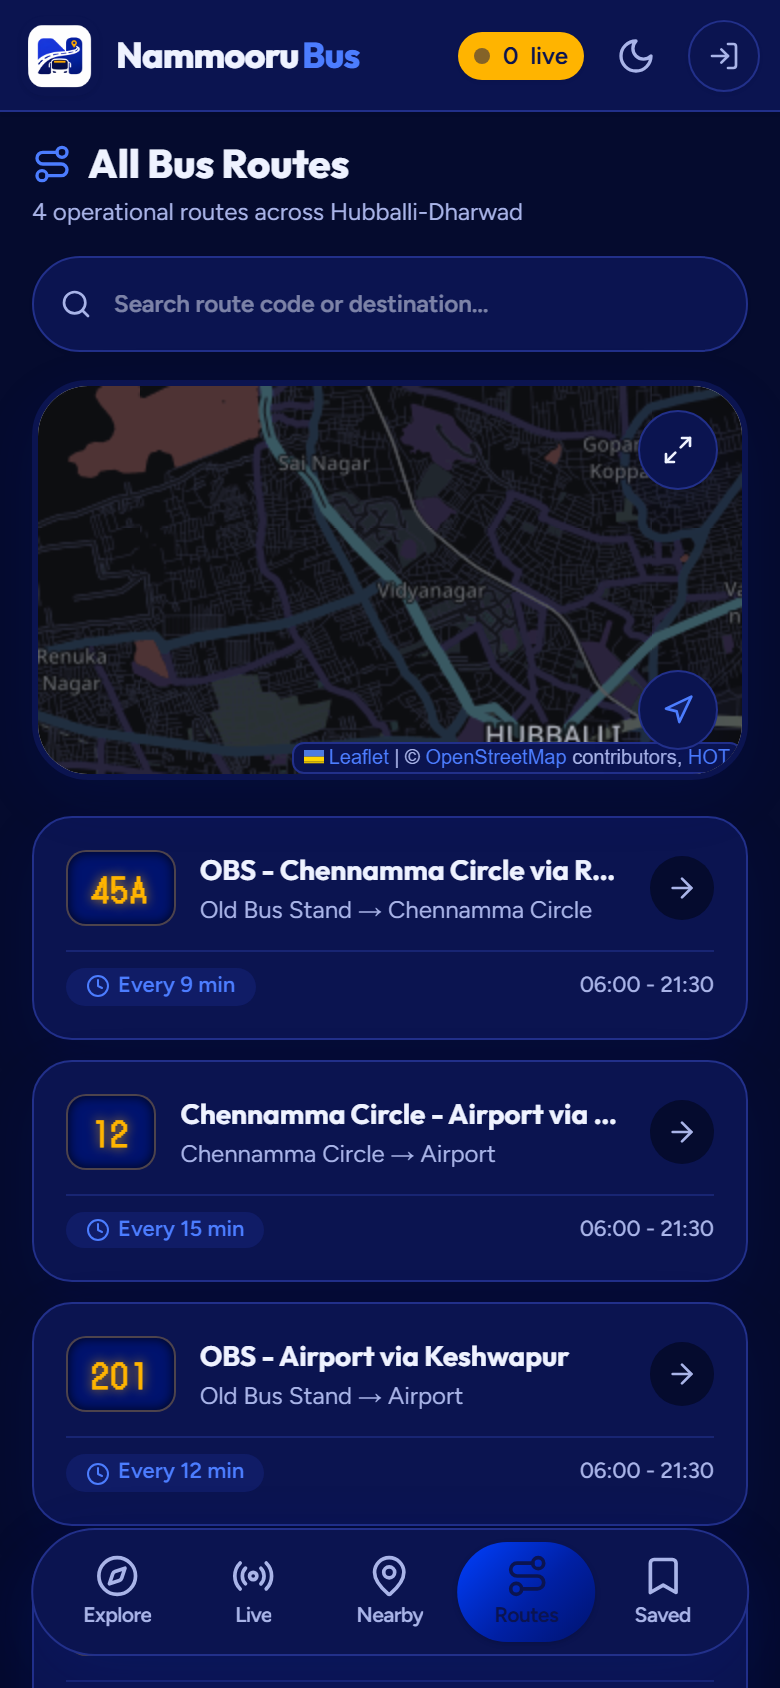 Nammooru Bus
0 live
All Bus Routes
4 operational routes across Hubballi-Dharwad
Search route code or destination...
Sai Nagar
Gopan
Koppa
Vidyanagar
Va
n
Renuka
Nagar
HUBBALLI
Leaflet | © OpenStreetMap contributors, HOT
45A
OBS - Chennamma Circle via R...
Old Bus Stand → Chennamma Circle
Every 9 min
06:00 - 21:30
12
Chennamma Circle - Airport via ...
Chennamma Circle → Airport
Every 15 min
06:00 - 21:30
201
OBS - Airport via Keshwapur
Old Bus Stand → Airport
Every 12 min
06:00 - 21:30
Explore
Live
Nearby
Routes
Saved